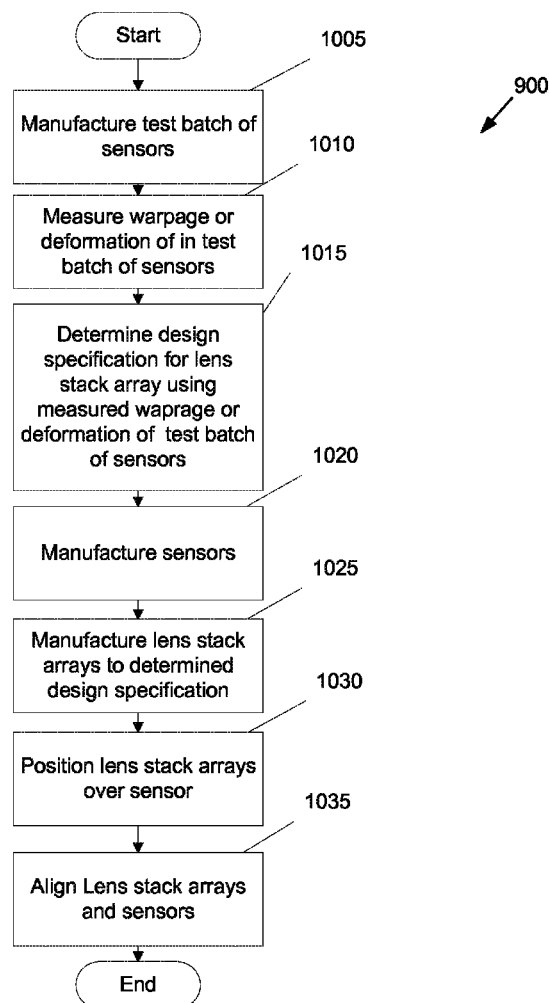 Start
1005
900
Manufacture test batch of
sensors
1010
Measure warpage or
deformation of in test
batch of sensors
1015
Determine design
specification for lens
stack array using
measured waprage or
deformation of test batch
of sensors
1020
Manufacture sensors
1025
Manufacture lens stack
arrays to determined
design specification
1030
Position lens stack arrays
over sensor
1035
Align Lens stack arrays
and sensors
End